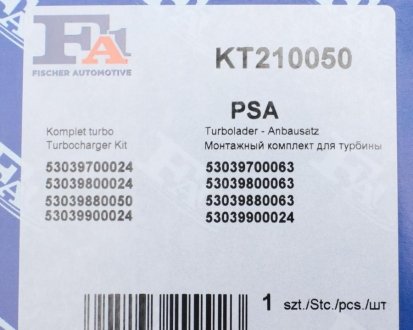 FA1
FISCHER AUTOMOTIVE
KT210050
PSA
Komplet turbo
Turbocharger Kit
Turbolader - Anbausatz
Монтажный комплект для турбины
53039700024 53039700063
53039800024 53039800063
53039880050 53039880063
53039900024 53039900024
1 szt./Stc./pcs./шт